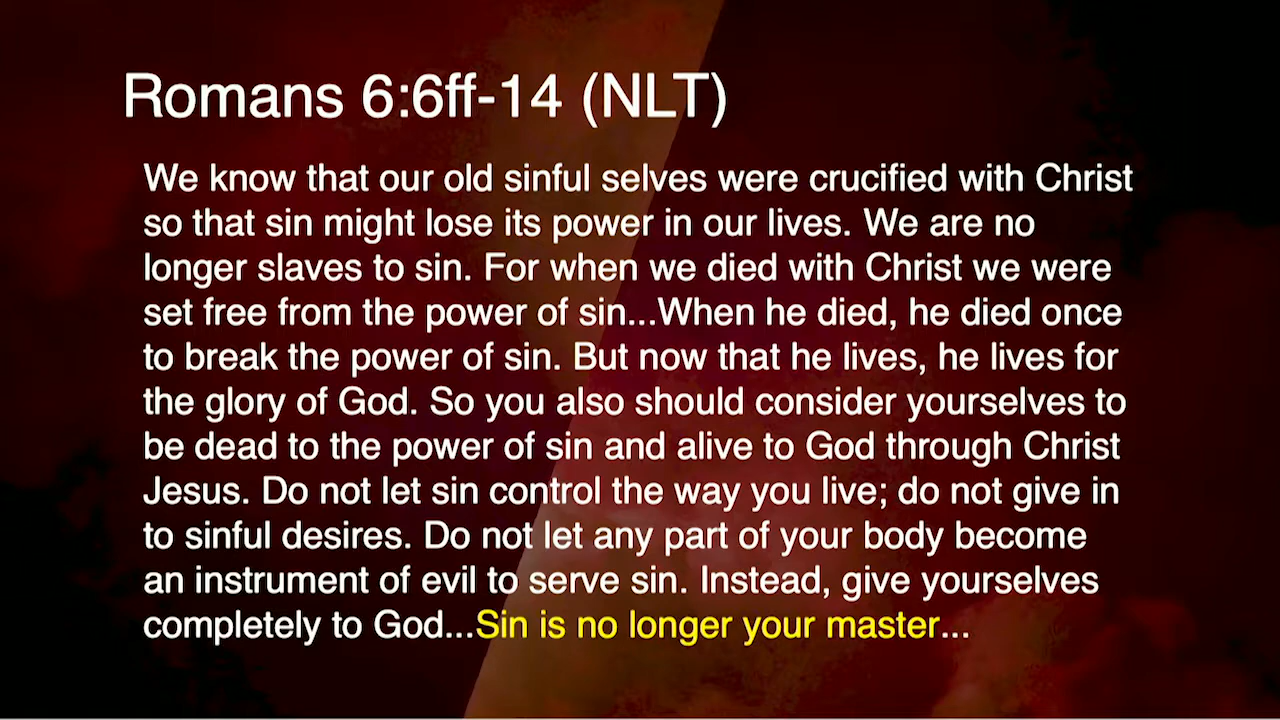 Romans 6:6ff-14 (NLT)
We know that our old sinful selves were crucified with Christ
so that sin might lose its power in our lives. We are no
longer slaves to sin. For when we died with Christ we were
set free from the power of sin...When he died, he died once
to break the power of sin. But now that he lives, he lives for
the glory of God. So you also should consider yourselves to
be dead to the power of sin and alive to God through Christ
Jesus. Do not let sin control the way you live; do not give in
to sinful desires. Do not let any part of your body become
an instrument of evil to serve sin. Instead, give yourselves
completely to God...Sin is no longer your master...